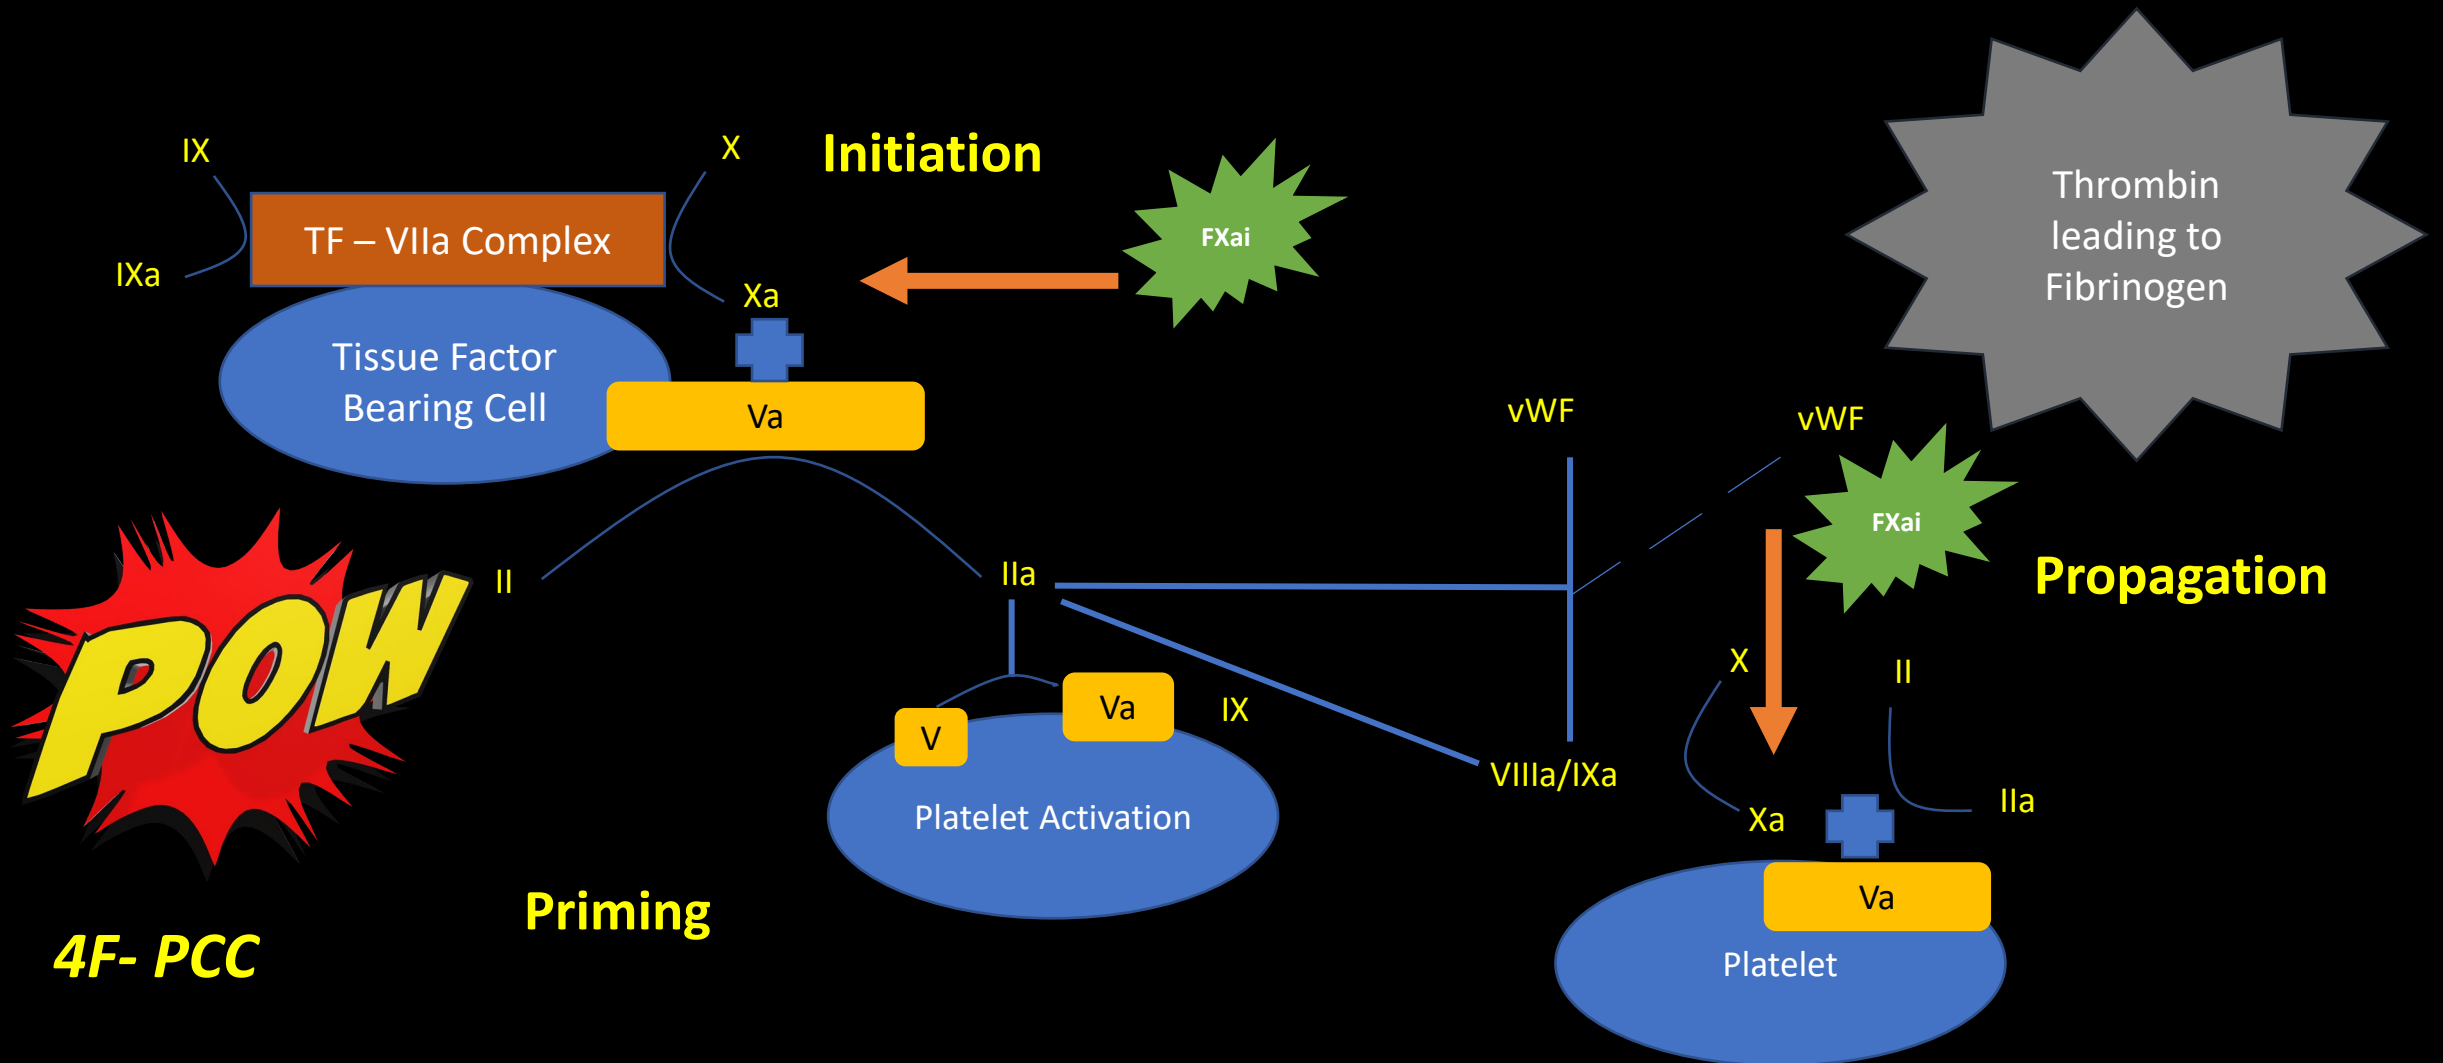 IX
X
Initiation
TF – VIIa Complex
FXai
IXa
Xa
Tissue Factor
Bearing Cell
Va
Thrombin
leading to
Fibrinogen
vWF
vWF
FXai
Propagation
POW
II
IIa
X
II
V
Va
IX
VIIIa/IXa
Platelet Activation
Xa
IIa
Va
Platelet
Priming
4F- PCC